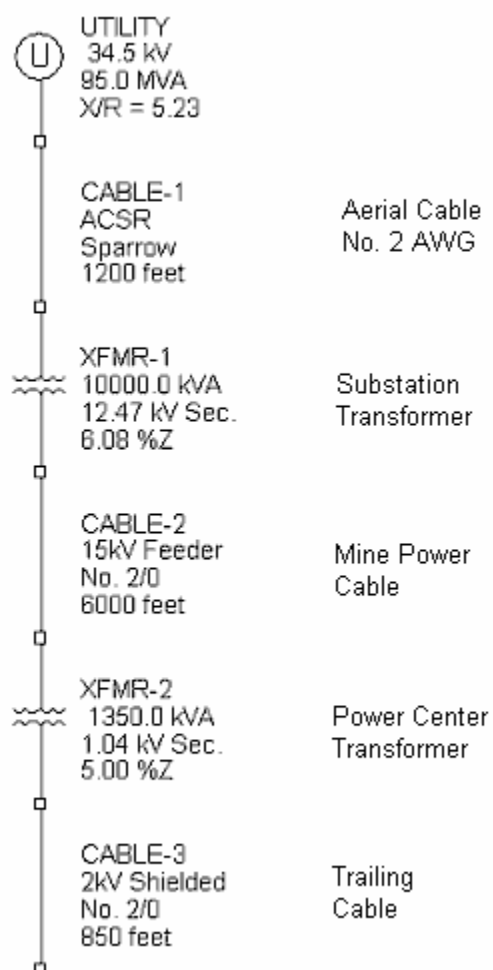 U
UTILITY
34.5 kV
95.0 MVA
X/R = 5.23
CABLE-1
ACSR
Sparrow
1200 feet
Aerial Cable
No. 2 AWG
XFMR-1
10000.0 kVA
12.47 kV Sec.
6.08 %Z
Substation
Transformer
CABLE-2
15kV Feeder
No. 2/0
6000 feet
Mine Power
Cable
XFMR-2
1350.0 kVA
1.04 kV Sec.
5.00 %Z
Power Center
Transformer
CABLE-3
2kV Shielded
No. 2/0
850 feet
Trailing
Cable